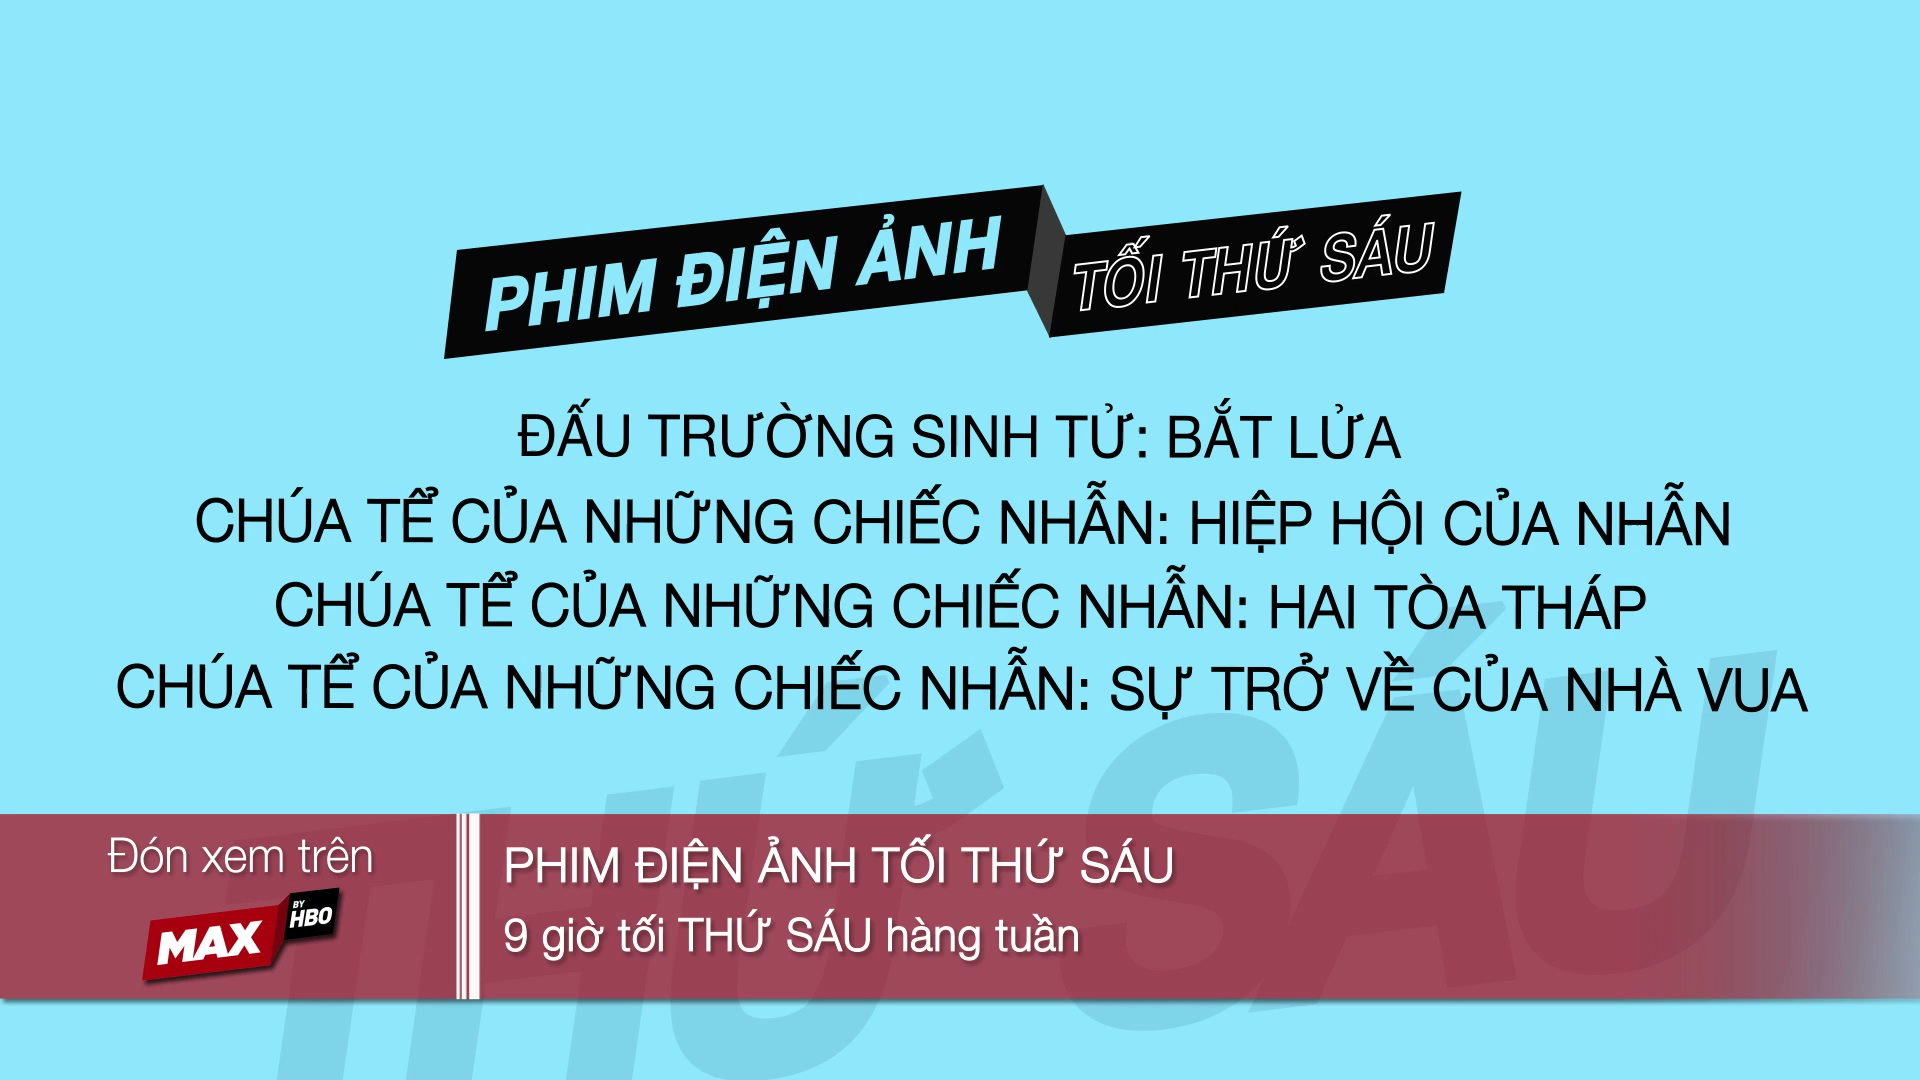 PHIM ĐIỆN ẢNH TỐI THỨ SÁU
ĐẤU TRƯỜNG SINH TỬ: BẮT LỬA
CHÚA TỂ CỦA NHỮNG CHIẾC NHẪN: HIỆP HỘI CỦA NHẪN
CHÚA TỂ CỦA NHỮNG CHIẾC NHẪN: HAI TÒA THÁP
CHÚA TỂ CỦA NHỮNG CHIẾC NHẪN: SỰ TRỞ VỀ CỦA NHÀ VUA
THỨ SÁU
Đón xem trên
MAX BY HBO
PHIM ĐIỆN ẢNH TỐI THỨ SÁU
9 giờ tối THỨ SÁU hàng tuần